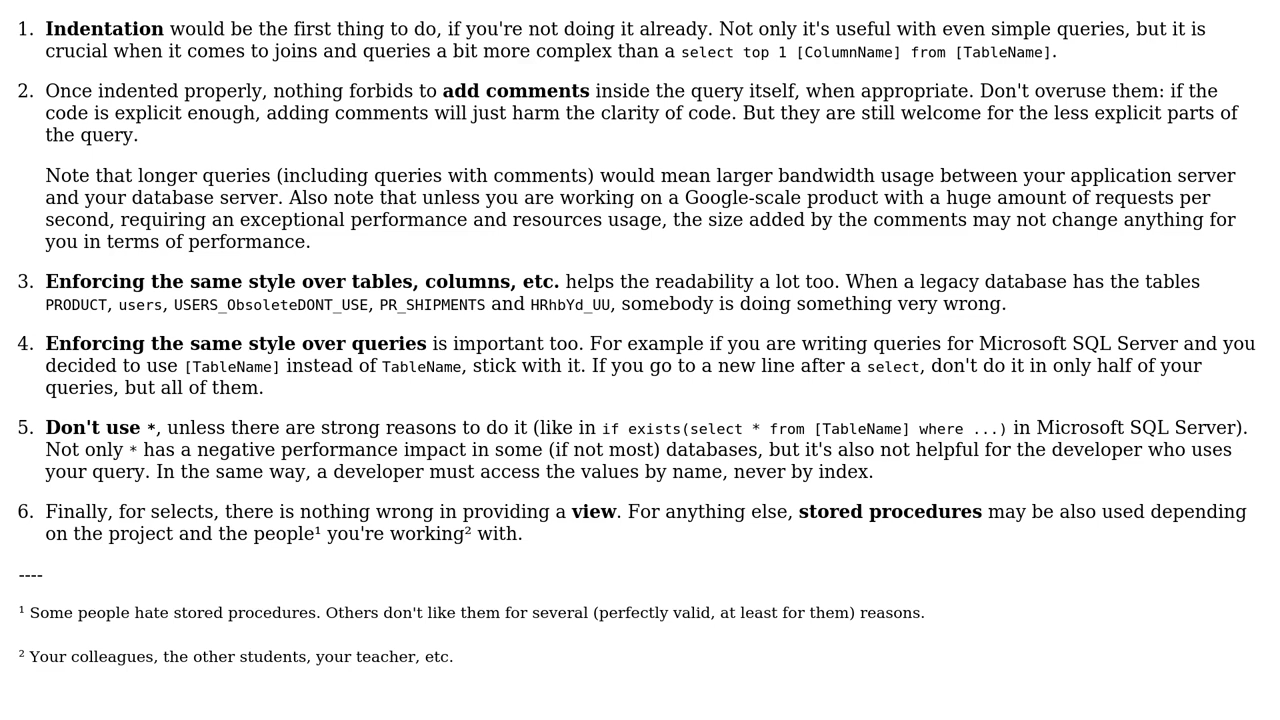 1. Indentation would be the first thing to do, if you're not doing it already. Not only it's useful with even simple queries, but it is
crucial when it comes to joins and queries a bit more complex than a select top 1 [ColumnName] from [TableName].
2. Once indented properly, nothing forbids to add comments inside the query itself, when appropriate. Don't overuse them: if the
code is explicit enough, adding comments will just harm the clarity of code. But they are still welcome for the less explicit parts of
the query.
Note that longer queries (including queries with comments) would mean larger bandwidth usage between your application server
and your database server. Also note that unless you are working on a Google-scale product with a huge amount of requests per
second, requiring an exceptional performance and resources usage, the size added by the comments may not change anything for
you in terms of performance.
3. Enforcing the same style over tables, columns, etc. helps the readability a lot too. When a legacy database has the tables
PRODUCT, users, USERS_ObsoleteDONT_USE, PR_SHIPMENTS and HRhbYd_UU, somebody is doing something very wrong.
4. Enforcing the same style over queries is important too. For example if you are writing queries for Microsoft SQL Server and you
decided to use [TableName] instead of TableName, stick with it. If you go to a new line after a select, don't do it in only half of your
queries, but all of them.
5. Don't use *, unless there are strong reasons to do it (like in if exists(select * from [TableName] where ...) in Microsoft SQL Server).
Not only * has a negative performance impact in some (if not most) databases, but it's also not helpful for the developer who uses
your query. In the same way, a developer must access the values by name, never by index.
6. Finally, for selects, there is nothing wrong in providing a view. For anything else, stored procedures may be also used depending
on the project and the people¹ you're working² with.
----
¹ Some people hate stored procedures. Others don't like them for several (perfectly valid, at least for them) reasons.
² Your colleagues, the other students, your teacher, etc.